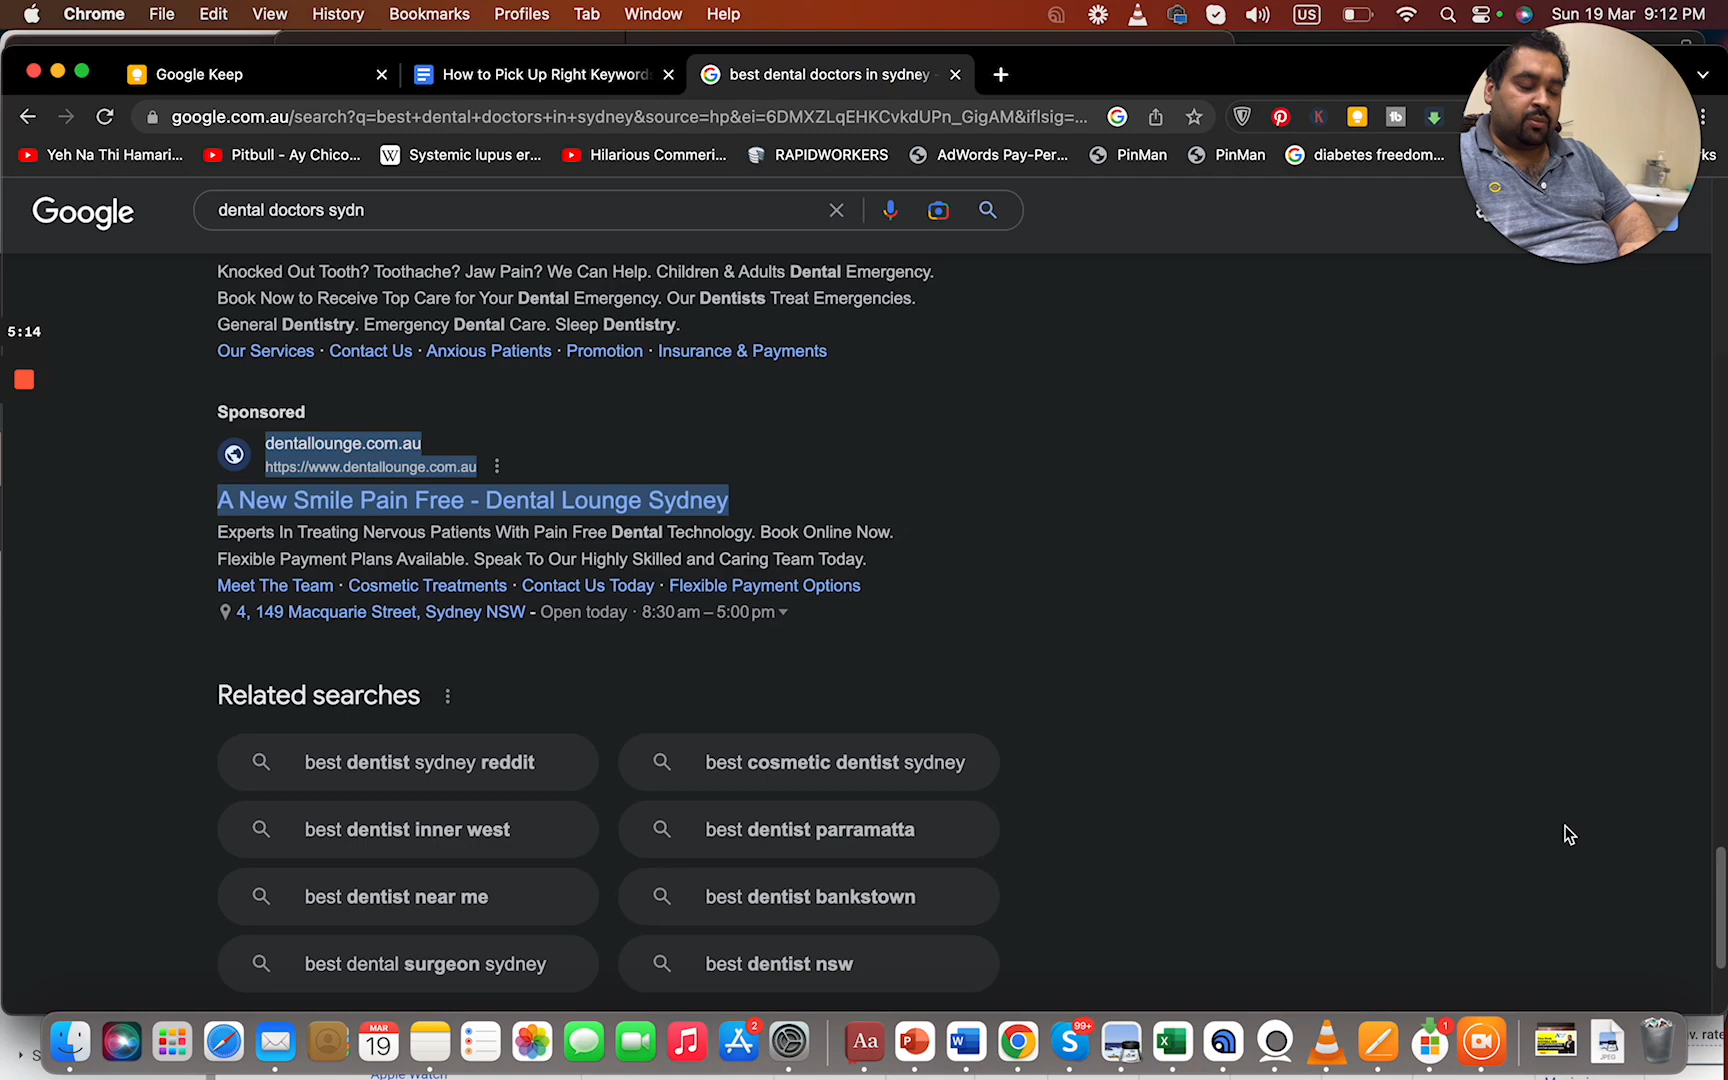 Chrome File Edit View History Bookmarks Profiles Tab Window Help
US Sun 19 Mar 9:12 PM
Google Keep
How to Pick Up Right Keyword
best dental doctors in sydney
google.com.au/search?q=best+dental+doctors+in+sydney&source=hp&ei=6DMXZLqEHKCvkdUPn_GigAM&iflsig=...
Yeh Na Thi Hamari... Pitbull - Ay Chico... Systemic lupus er... Hilarious Commeri... RAPIDWORKERS AdWords Pay-Per... PinMan PinMan diabetes freedom...
Google
dental doctors sydn
Knocked Out Tooth? Toothache? Jaw Pain? We Can Help. Children & Adults Dental Emergency.
Book Now to Receive Top Care for Your Dental Emergency. Our Dentists Treat Emergencies.
General Dentistry. Emergency Dental Care. Sleep Dentistry.
5:14
Our Services · Contact Us · Anxious Patients · Promotion · Insurance & Payments
Sponsored
dentallounge.com.au
https://www.dentallounge.com.au
A New Smile Pain Free - Dental Lounge Sydney
Experts In Treating Nervous Patients With Pain Free Dental Technology. Book Online Now.
Flexible Payment Plans Available. Speak To Our Highly Skilled and Caring Team Today.
Meet The Team · Cosmetic Treatments · Contact Us Today · Flexible Payment Options
4, 149 Macquarie Street, Sydney NSW - Open today · 8:30 am – 5:00 pm
Related searches
best dentist sydney reddit
best cosmetic dentist sydney
best dentist inner west
best dentist parramatta
best dentist near me
best dentist bankstown
best dental surgeon sydney
best dentist nsw
MAR
19
2
Aa
99+
1
Apple Watch